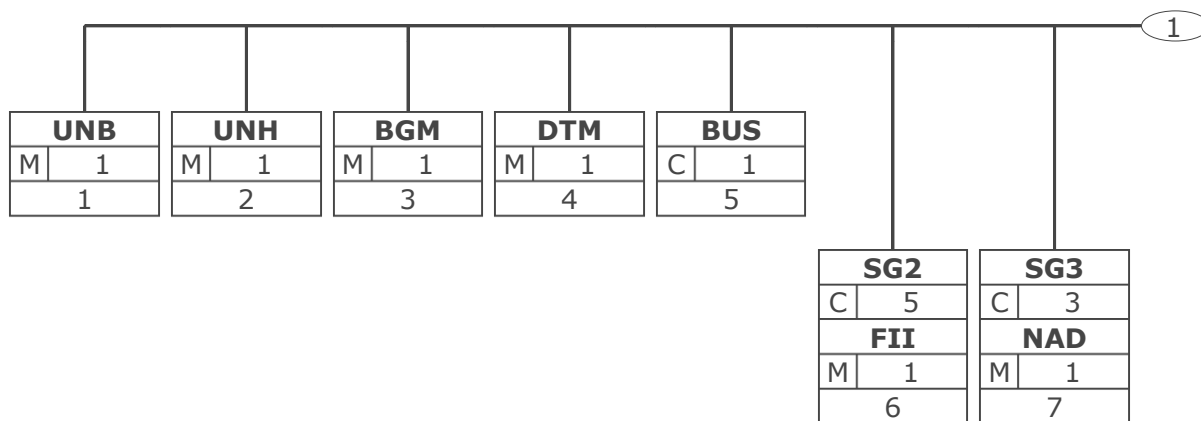 1
UNB UNH BGM DTM BUS
M 1 M 1 M 1 M 1 C 1
1 2 3 4 5
SG2 SG3
C 5 C 3
FII NAD
M 1 M 1
6 7